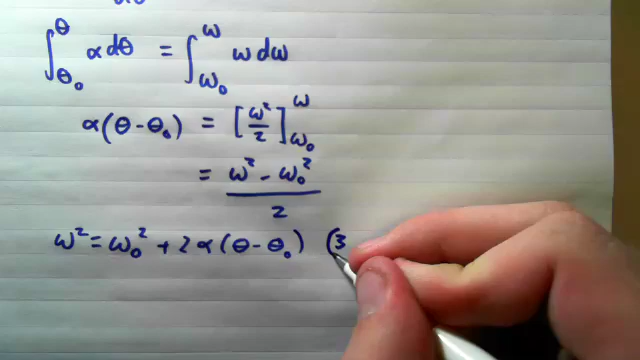 ∫_{θ₀}^{θ} α dθ = ∫_{ω₀}^{ω} ω dω
α(θ - θ₀) = [ω²/2]_{ω₀}^{ω}
= (ω² - ω₀²)/2
ω² = ω₀² + 2α(θ - θ₀) (3